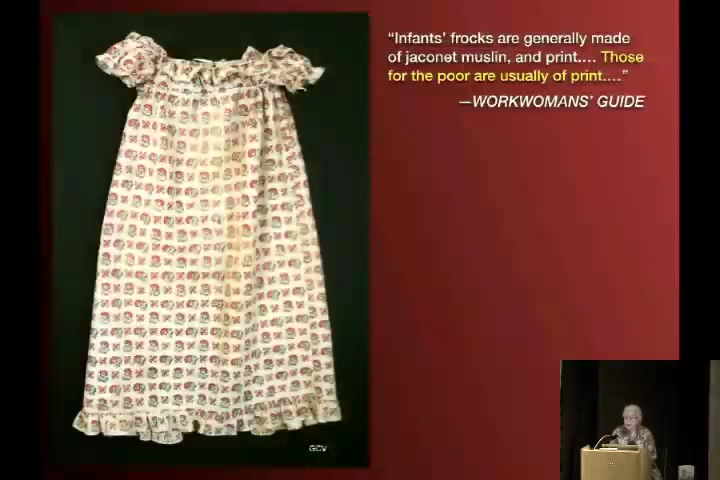 “Infants’ frocks are generally made
of jaconet muslin, and print.... Those
for the poor are usually of print....”
—WORKWOMANS’ GUIDE
GCV